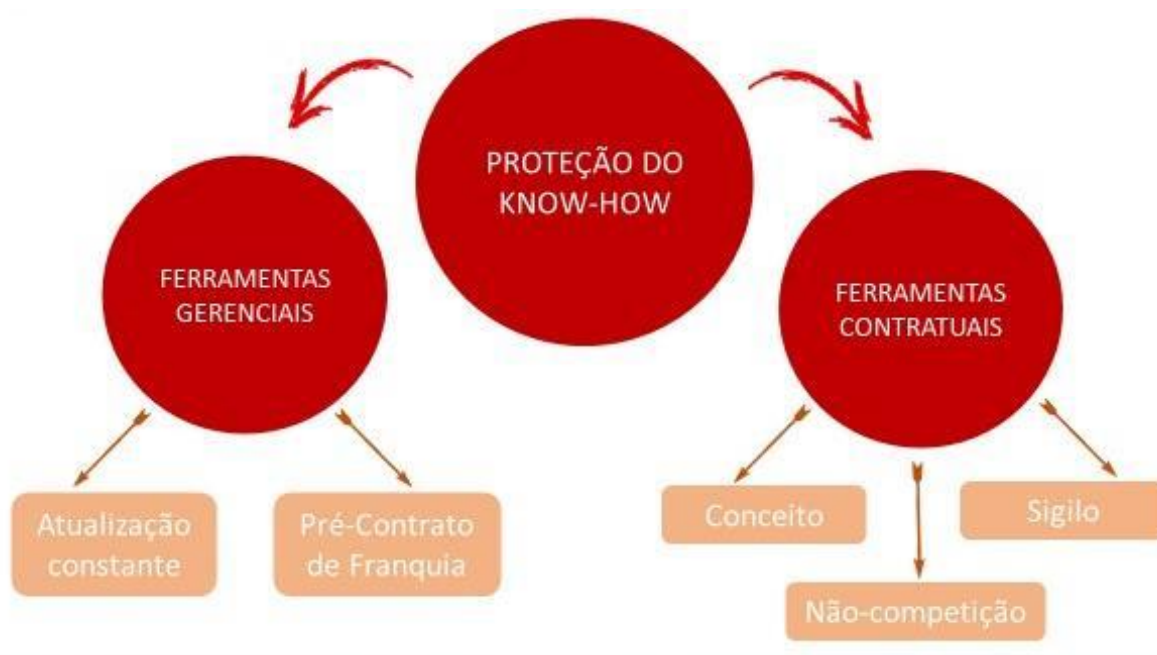 PROTEÇÃO DO
KNOW-HOW
FERRAMENTAS
GERENCIAIS
FERRAMENTAS
CONTRATUAIS
Atualização
constante
Pré-Contrato
de Franquia
Conceito
Sigilo
Não-competição